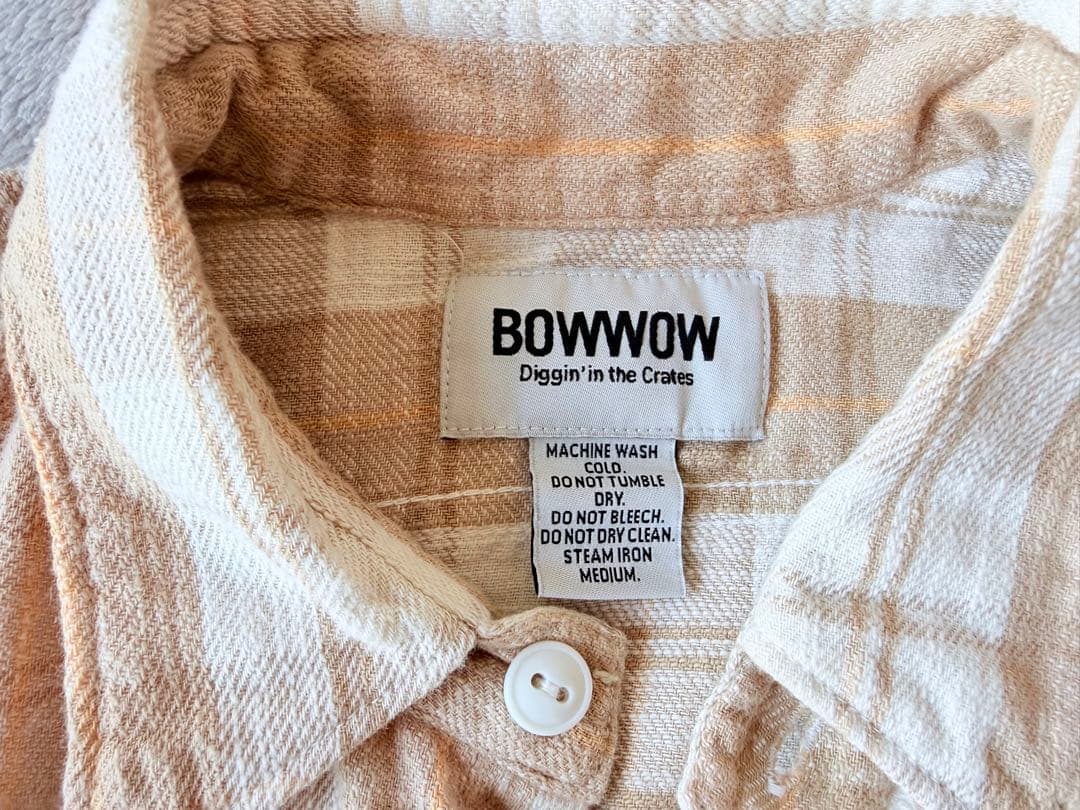 BOWWOW
Diggin' in the Crates
MACHINE WASH
COLD.
DO NOT TUMBLE
DRY.
DO NOT BLEECH.
DO NOT DRY CLEAN.
STEAM IRON
MEDIUM.